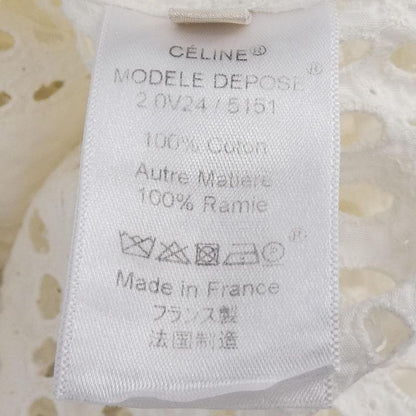 CÉLINE®
MODELE DEPOSE®
2.0V24 / 5151
100% Coton
Autre Matière
100% Ramie
®
Made in France
フランス製
法国制造